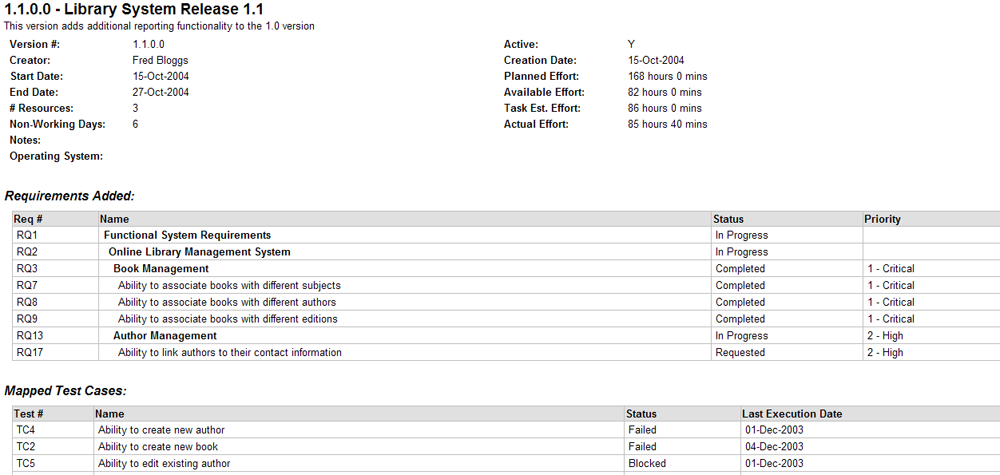 1.1.0.0 - Library System Release 1.1
This version adds additional reporting functionality to the 1.0 version
Version #: 1.1.0.0 Active: Y
Creator: Fred Bloggs Creation Date: 15-Oct-2004
Start Date: 15-Oct-2004 Planned Effort: 168 hours 0 mins
End Date: 27-Oct-2004 Available Effort: 82 hours 0 mins
# Resources: 3 Task Est. Effort: 86 hours 0 mins
Non-Working Days: 6 Actual Effort: 85 hours 40 mins
Notes:
Operating System:
Requirements Added:
Req # Name Status Priority
RQ1 Functional System Requirements In Progress
RQ2 Online Library Management System In Progress
RQ3 Book Management Completed 1 - Critical
RQ7 Ability to associate books with different subjects Completed 1 - Critical
RQ8 Ability to associate books with different authors Completed 1 - Critical
RQ9 Ability to associate books with different editions Completed 1 - Critical
RQ13 Author Management In Progress 2 - High
RQ17 Ability to link authors to their contact information Requested 2 - High
Mapped Test Cases:
Test # Name Status Last Execution Date
TC4 Ability to create new author Failed 01-Dec-2003
TC2 Ability to create new book Failed 04-Dec-2003
TC5 Ability to edit existing author Blocked 01-Dec-2003